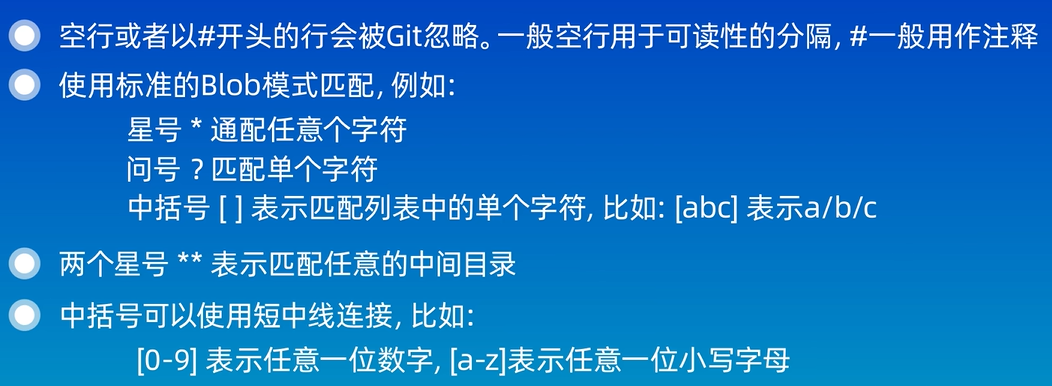 空行或者以#开头的行会被Git忽略。一般空行用于可读性的分隔, #一般用作注释
使用标准的Blob模式匹配, 例如:
星号 * 通配任意个字符
问号 ? 匹配单个字符
中括号 [ ] 表示匹配列表中的单个字符, 比如: [abc] 表示a/b/c
两个星号 ** 表示匹配任意的中间目录
中括号可以使用短中线连接, 比如:
[0-9] 表示任意一位数字, [a-z]表示任意一位小写字母